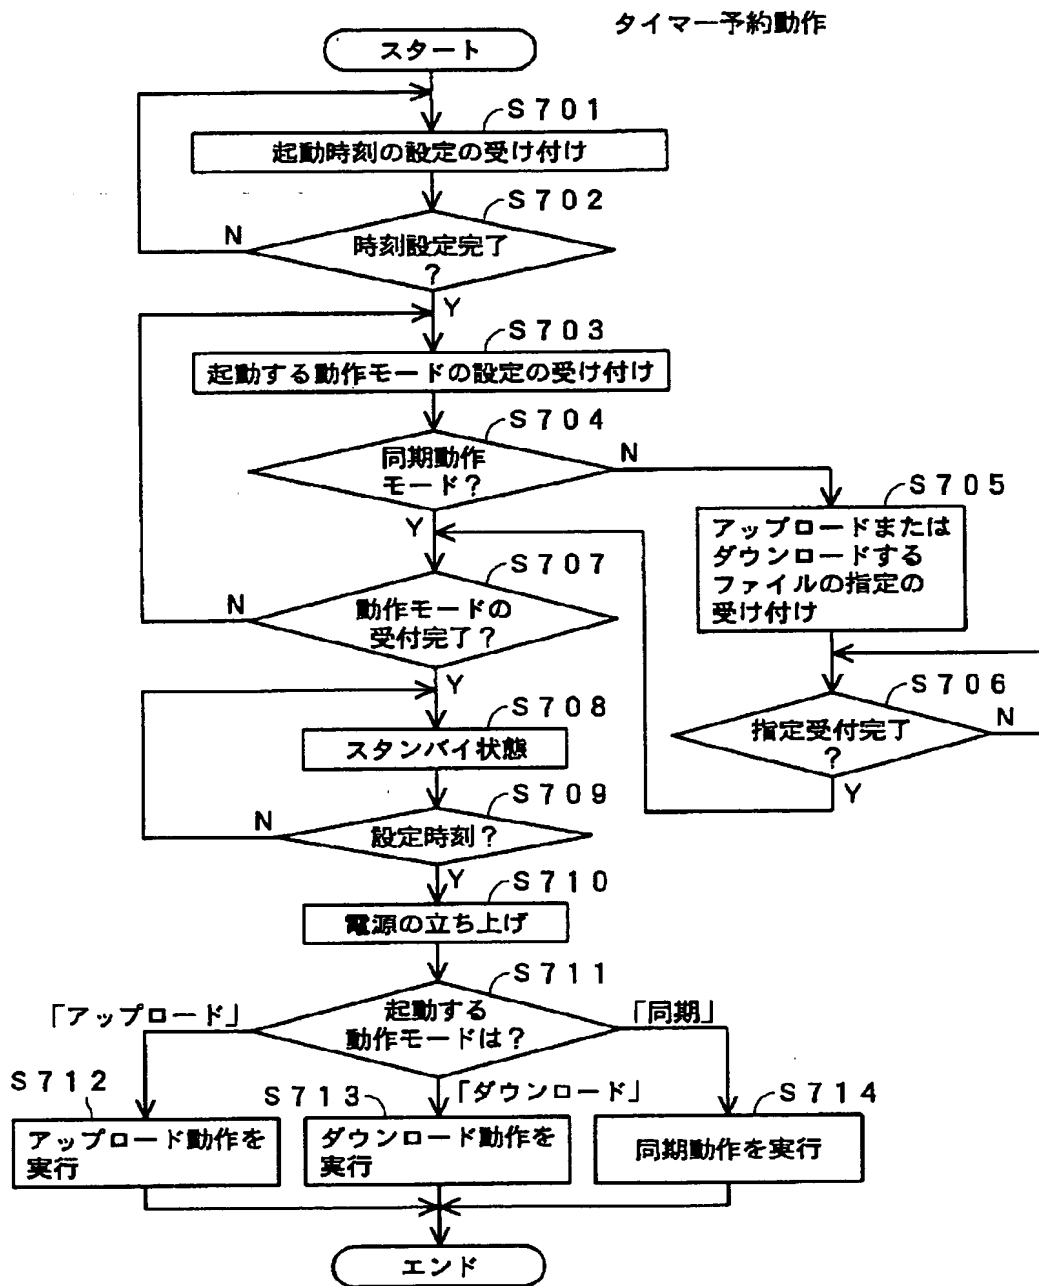 タイマー予約動作
スタート
S701
起動時刻の設定の受け付け
S702
時刻設定完了
?
N
Y
S703
起動する動作モードの設定の受け付け
S704
同期動作
モード?
N
Y
S705
アップロードまたは
ダウンロードする
ファイルの指定の
受け付け
S706
指定受付完了
?
N
Y
S707
動作モードの
受付完了?
N
Y
S708
スタンバイ状態
S709
設定時刻?
N
Y
S710
電源の立ち上げ
S711
起動する
動作モードは?
「アップロード」
「同期」
「ダウンロード」
S712
アップロード動作を
実行
S713
ダウンロード動作を
実行
S714
同期動作を実行
エンド